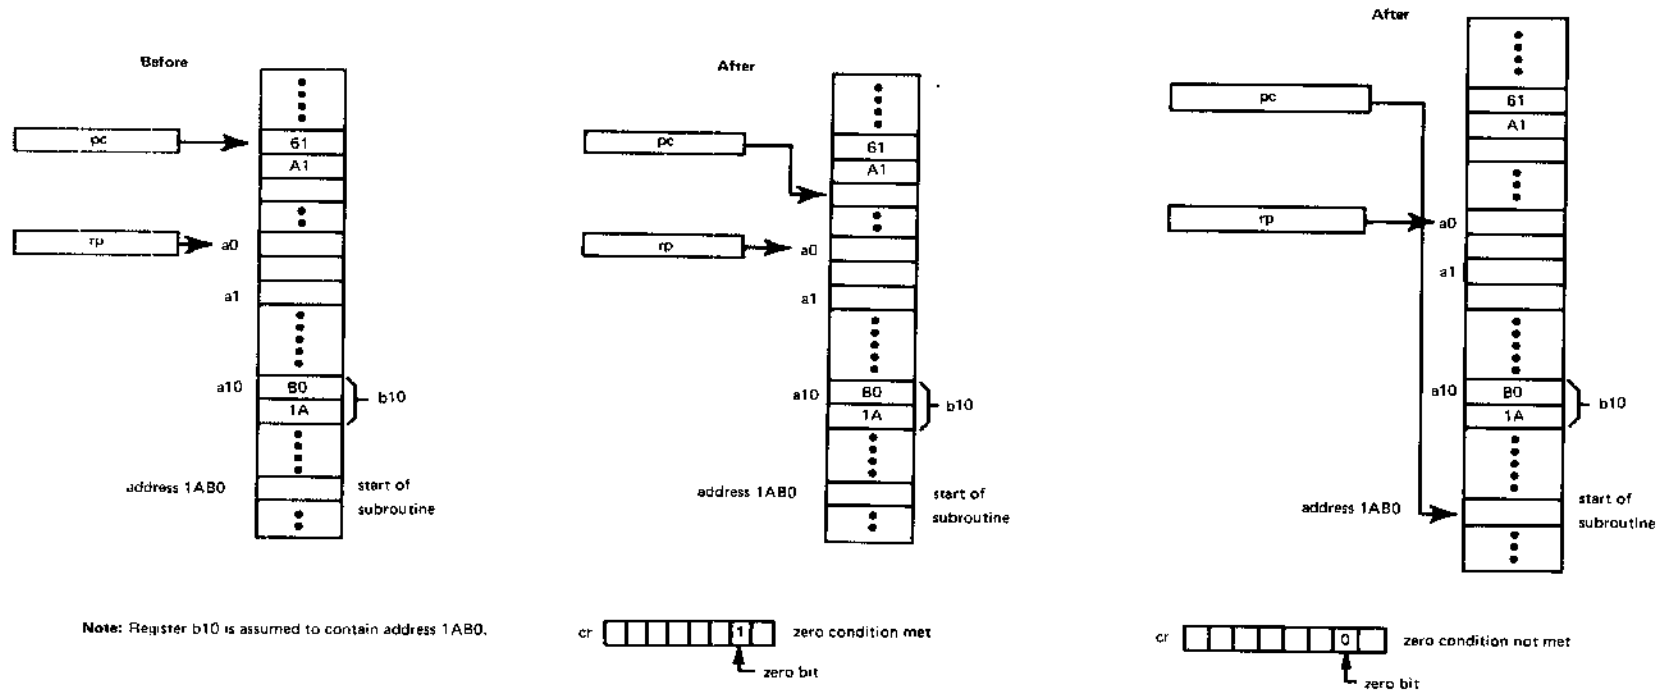 Before
pc
61
A1
rp
a0
a1
a10
B0
b10
1A
address 1AB0
start of
subroutine
Note: Register b10 is assumed to contain address 1AB0.
After
pc
61
A1
rp
a0
a1
a10
B0
b10
1A
address 1AB0
start of
subroutine
cr
1
zero condition met
zero bit
After
pc
61
A1
rp
a0
a1
a10
B0
b10
1A
address 1AB0
start of
subroutine
cr
0
zero condition not met
zero bit